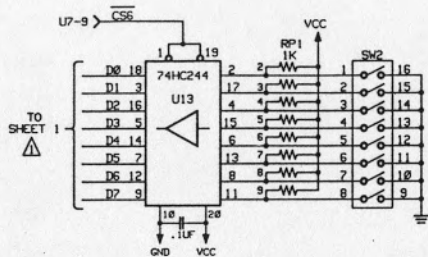 U7-9 CS6
VCC
1 19
RP1
1K
SW2
74HC244
U13
D0 18 2 2 1 16
D1 3 17 3 2 15
D2 16 4 4 3 14
D3 5 15 5 4 13
D4 14 6 6 5 12
D5 7 13 7 6 11
D6 12 8 8 7 10
D7 9 11 9 8 9
TO
SHEET 1
1
10 20
.1UF
GND VCC